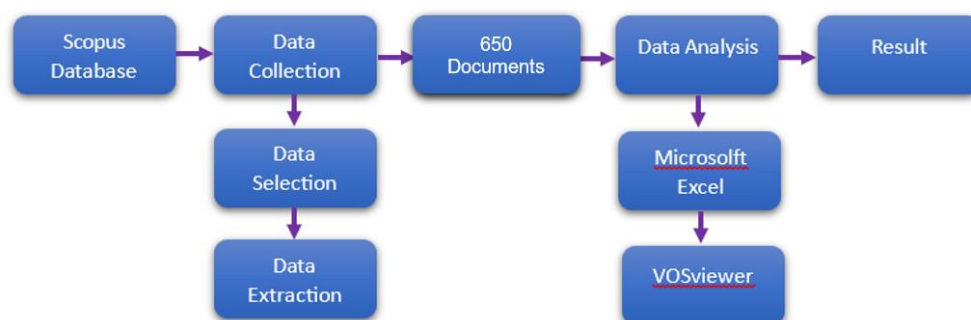 Scopus
Database
Data
Collection
650
Documents
Data Analysis
Result
Data
Selection
Microsolft
Excel
Data
Extraction
VOSviewer